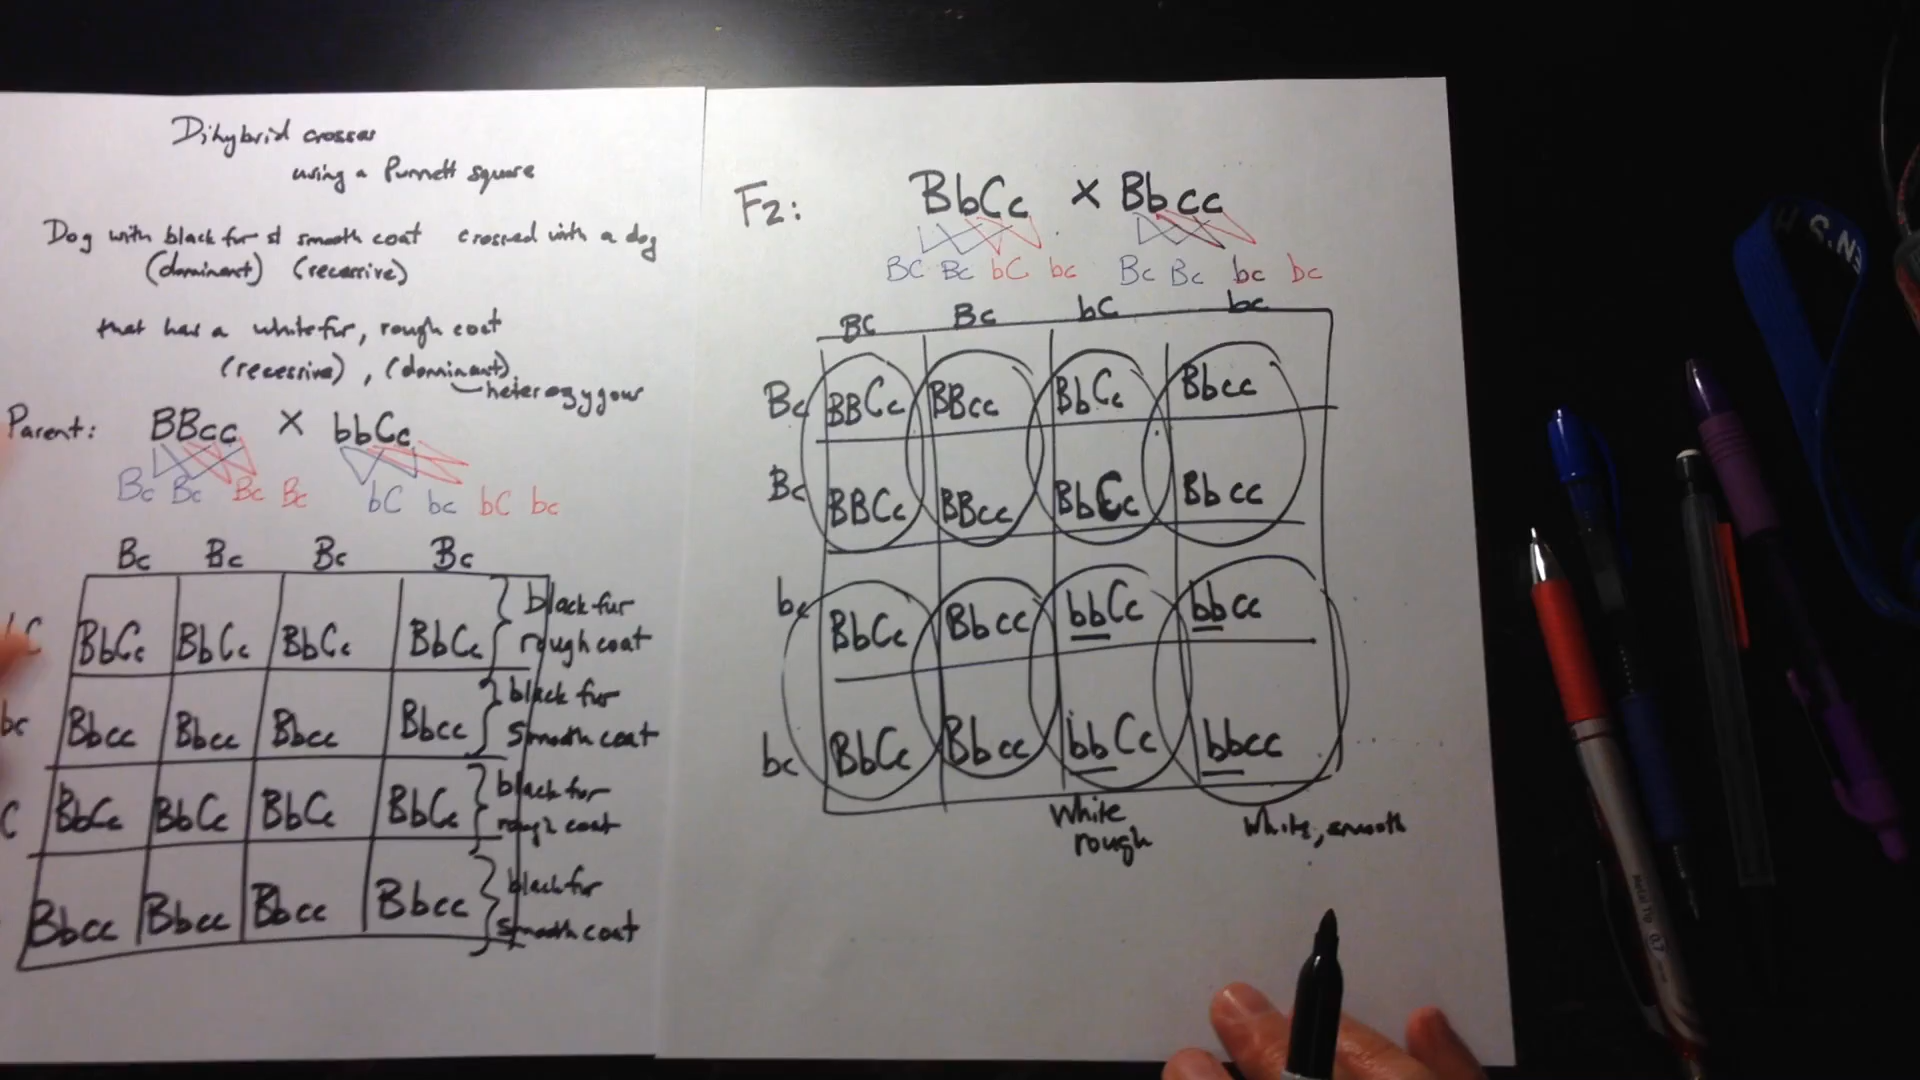 Dihybrid crosses
using a Punnett square
Dog with black fur & smooth coat crossed with a dog
(dominant) (recessive)
that has a white fur, rough coat
(recessive), (dominant)
heterozygous
Parent: BBcc X bbCc
Bc Bc Bc Bc bC bc bC bc
Bc Bc Bc Bc
bC BbCc BbCc BbCc BbCc black fur
rough coat
bc Bbcc Bbcc Bbcc Bbcc black fur
smooth coat
C BbCc BbCc BbCc BbCc black fur
rough coat
Bbcc Bbcc Bbcc Bbcc black fur
smooth coat
F2: BbCc X Bbcc
BC Bc bC bc Bc Bc bc bc
BC Bc bC bc
Bc BBCc BBcc BbCc Bbcc
Bc BBCc BBcc BbCc Bbcc
bc BbCc Bbcc bbCc bbcc
bc BbCc Bbcc bbCc bbcc
White
rough
White, smooth
EN'S H
0.7